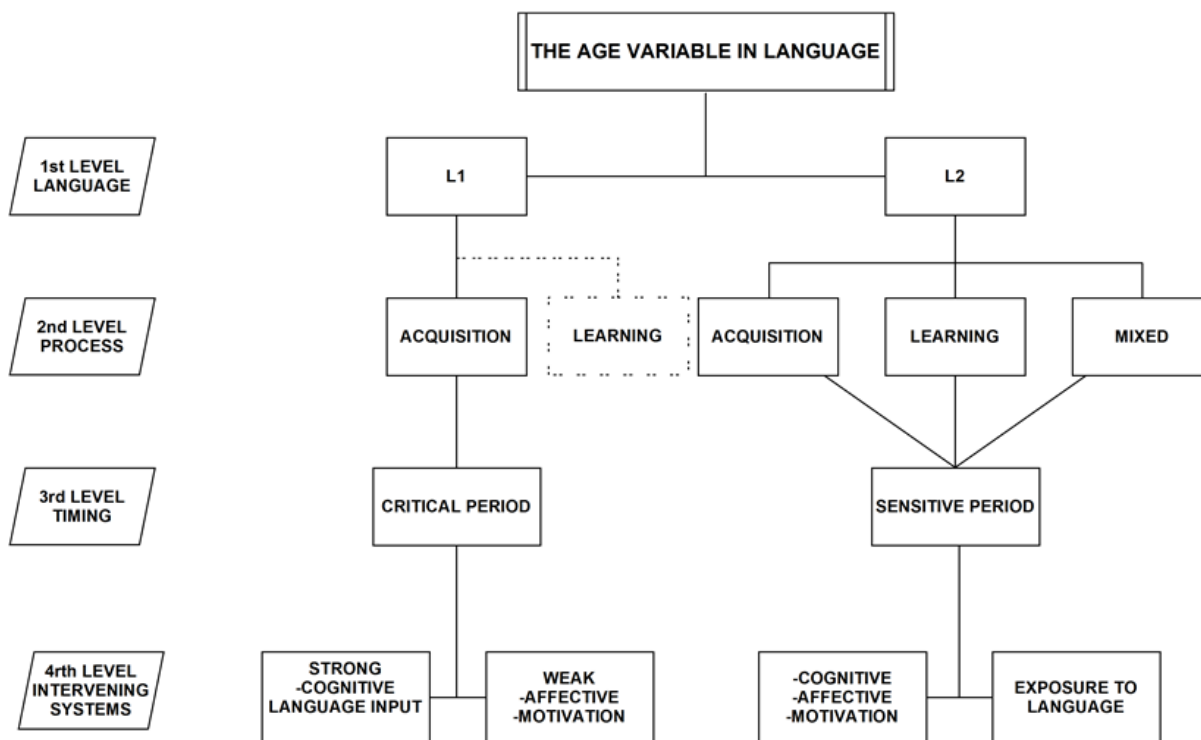 THE AGE VARIABLE IN LANGUAGE
1st LEVEL
LANGUAGE
L1
L2
2nd LEVEL
PROCESS
ACQUISITION
LEARNING
ACQUISITION
LEARNING
MIXED
3rd LEVEL
TIMING
CRITICAL PERIOD
SENSITIVE PERIOD
4rth LEVEL
INTERVENING
SYSTEMS
STRONG
-COGNITIVE
LANGUAGE INPUT
WEAK
-AFFECTIVE
-MOTIVATION
-COGNITIVE
-AFFECTIVE
-MOTIVATION
EXPOSURE TO
LANGUAGE